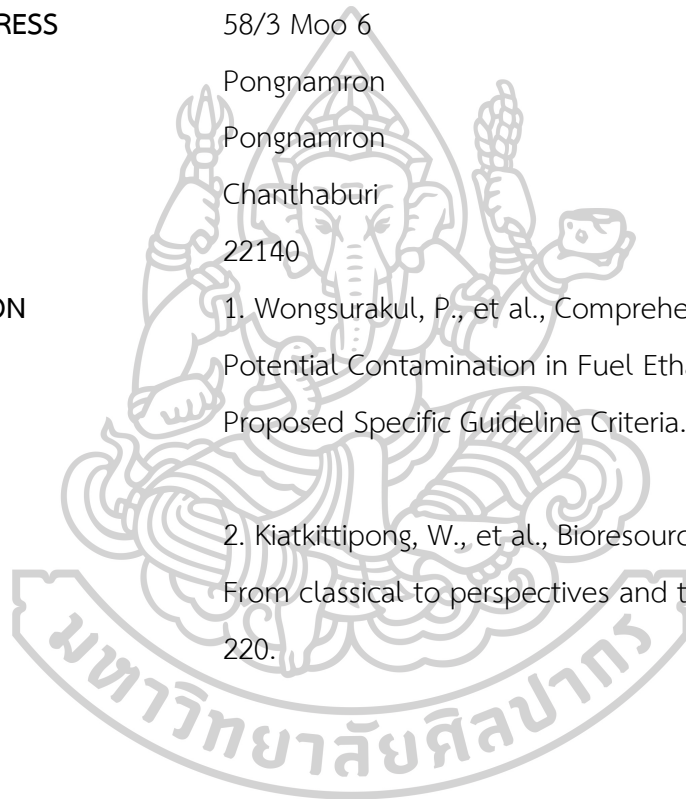 RESS 58/3 Moo 6
Pongnamron
Pongnamron
Chanthaburi
22140
ON 1. Wongsurakul, P., et al., Comprehe
Potential Contamination in Fuel Etha
Proposed Specific Guideline Criteria.
2. Kiatkittipong, W., et al., Bioresourc
From classical to perspectives and t
220.
มหาวิทยาลัยศิลปากร